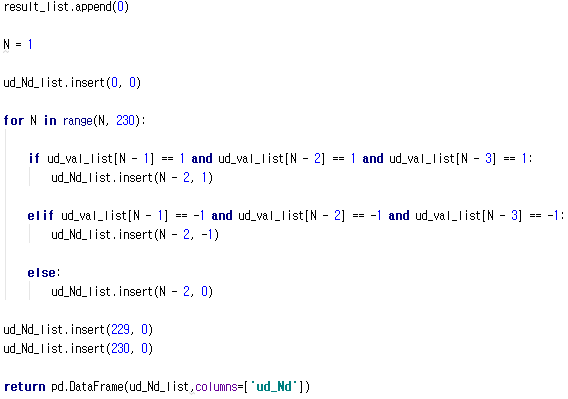 result_list.append(0)
N = 1
ud_Nd_list.insert(0, 0)
for N in range(N, 230):
if ud_val_list[N - 1] == 1 and ud_val_list[N - 2] == 1 and ud_val_list[N - 3] == 1:
ud_Nd_list.insert(N - 2, 1)
elif ud_val_list[N - 1] == -1 and ud_val_list[N - 2] == -1 and ud_val_list[N - 3] == -1:
ud_Nd_list.insert(N - 2, -1)
else:
ud_Nd_list.insert(N - 2, 0)
ud_Nd_list.insert(229, 0)
ud_Nd_list.insert(230, 0)
return pd.DataFrame(ud_Nd_list,columns=['ud_Nd'])